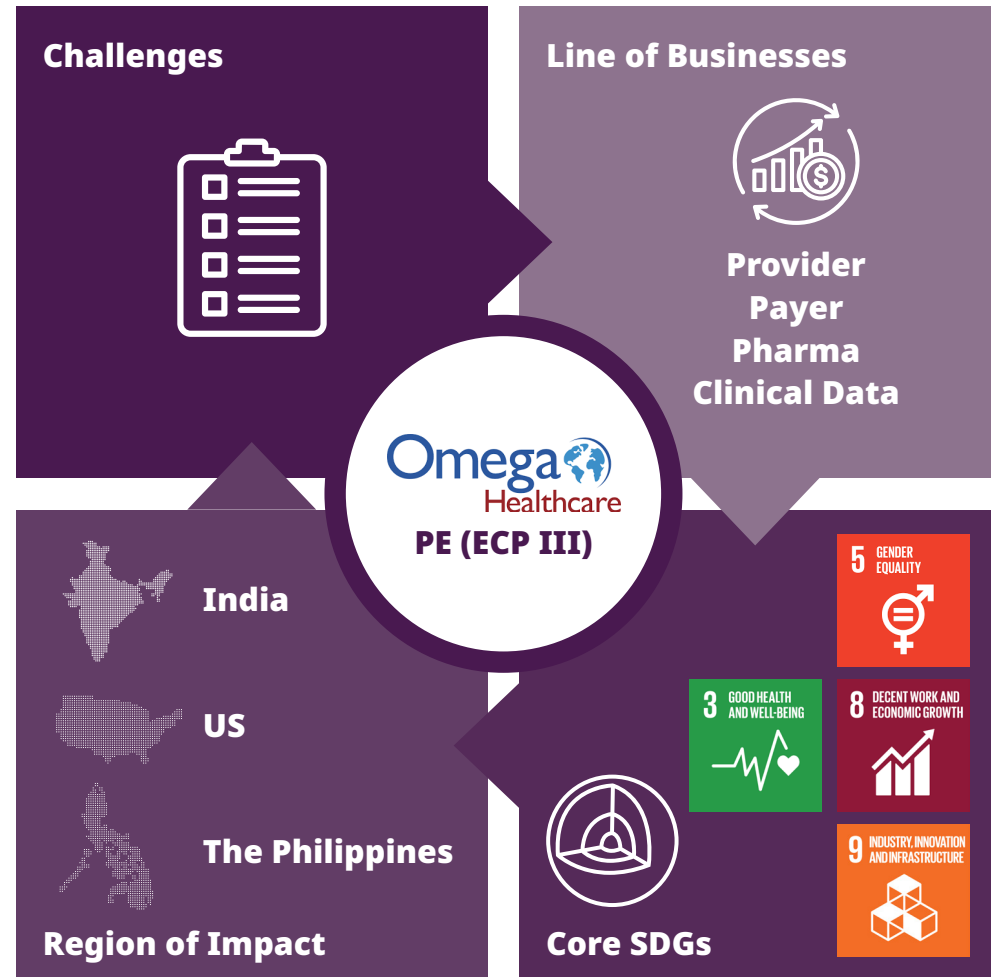 Challenges
Line of Businesses
$
Provider
Payer
Pharma
Clinical Data
Omega
Healthcare
PE (ECP III)
India
US
The Philippines
Region of Impact
5 GENDER
EQUALITY
3 GOOD HEALTH
AND WELL-BEING
8 DECENT WORK AND
ECONOMIC GROWTH
9 INDUSTRY, INNOVATION
AND INFRASTRUCTURE
Core SDGs